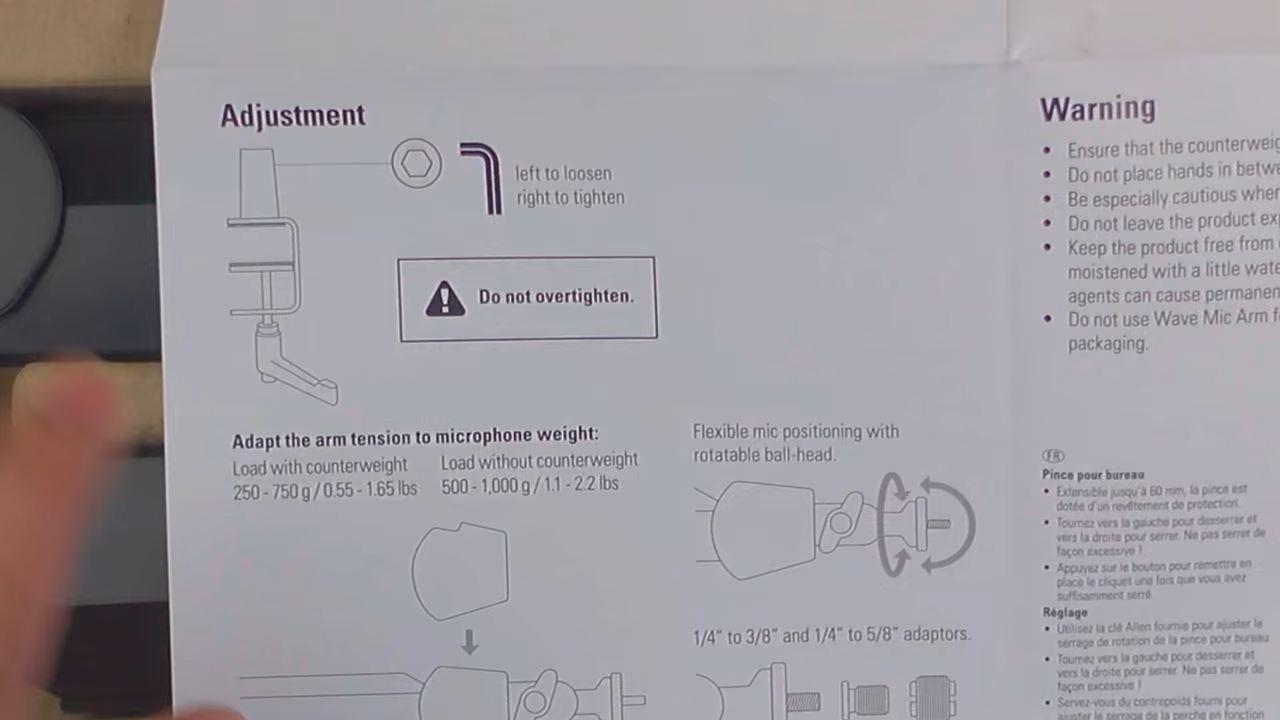 Adjustment
left to loosen
right to tighten
Do not overtighten.
Adapt the arm tension to microphone weight:
Load with counterweight
250 - 750 g / 0.55 - 1.65 lbs
Load without counterweight
500 - 1,000 g / 1.1 - 2.2 lbs
Flexible mic positioning with
rotatable ball-head.
1/4" to 3/8" and 1/4" to 5/8" adaptors.
Warning
• Ensure that the
• Do not place hands in
• Be especially cautious
• Do not leave the product
• Keep the product free from
moistened with a little
agents can cause
• Do not use Wave Mic Arm
packaging.
FR
Pince pour bureau
• Extensible jusqu'à 60 mm, la pince est
dotée d'un revêtement de protection.
• Tournez vers la gauche pour desserrer et
vers la droite pour serrer. Ne pas serrer de
façon excessive !
• Appuyez sur le bouton pour remettre en
place le cliquet une fois que vous avez
suffisamment serré.
Réglage
• Utilisez la clé Allen fournie pour ajuster le
serrage de rotation de la pince pour bureau.
• Tournez vers la gauche pour desserrer et
vers la droite pour serrer. Ne pas serrer de
façon excessive !
• Servez-vous du contrepoids fourni pour
ajuster le serrage de la perche en fonction